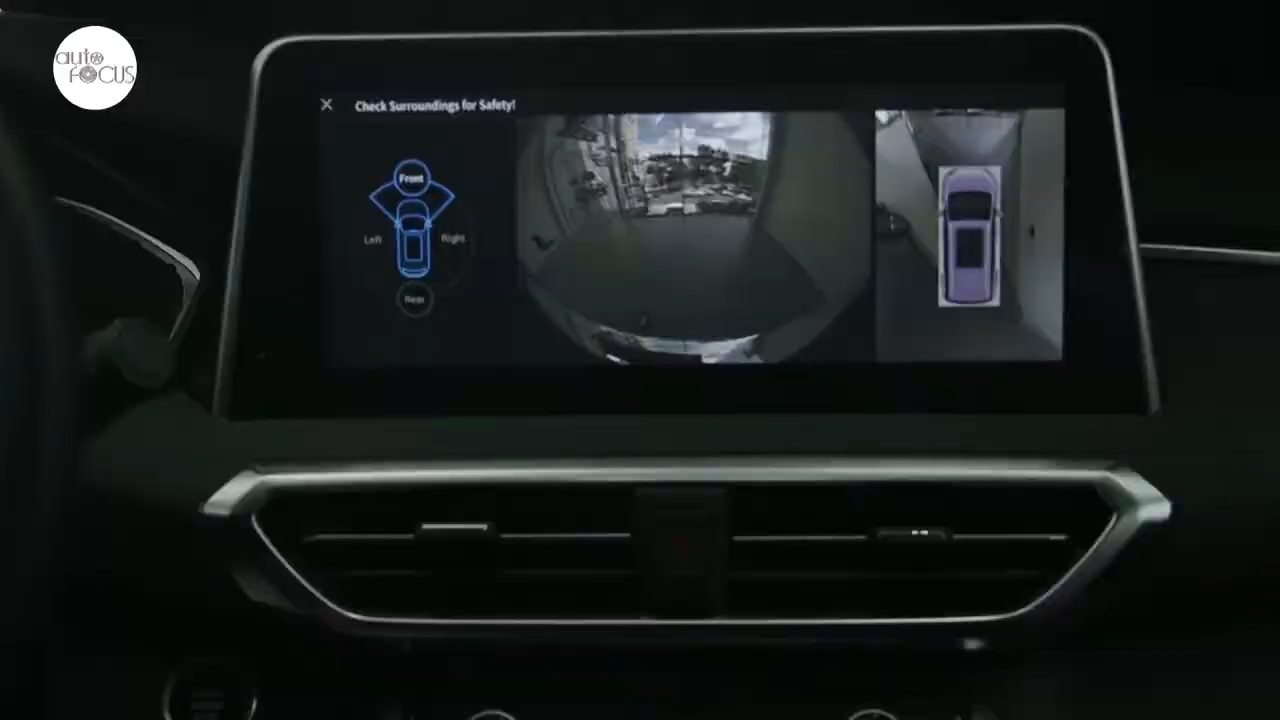 auto
FOCUS
Check Surroundings for Safety!
Front
Left
Right
Rear